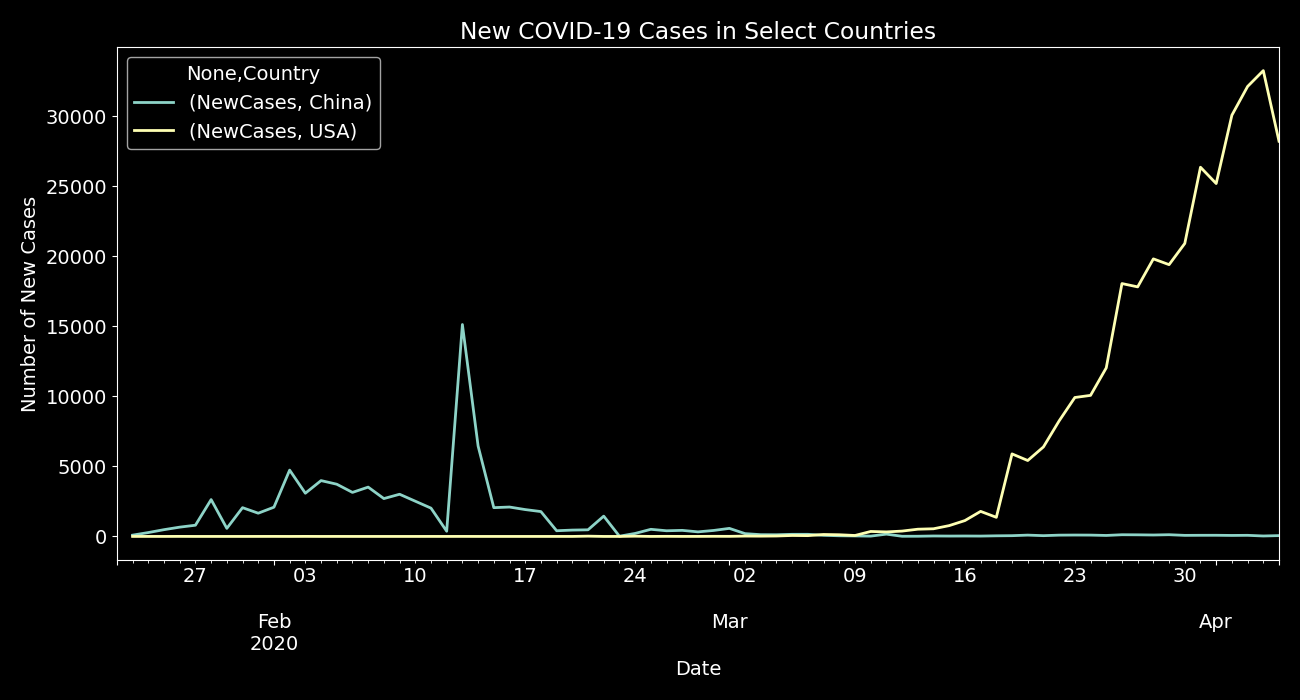 New COVID-19 Cases in Select Countries
None,Country
(NewCases, China)
(NewCases, USA)
Number of New Cases
30000
25000
20000
15000
10000
5000
0
27 03 10 17 24 02 09 16 23 30
Feb Mar Apr
2020
Date